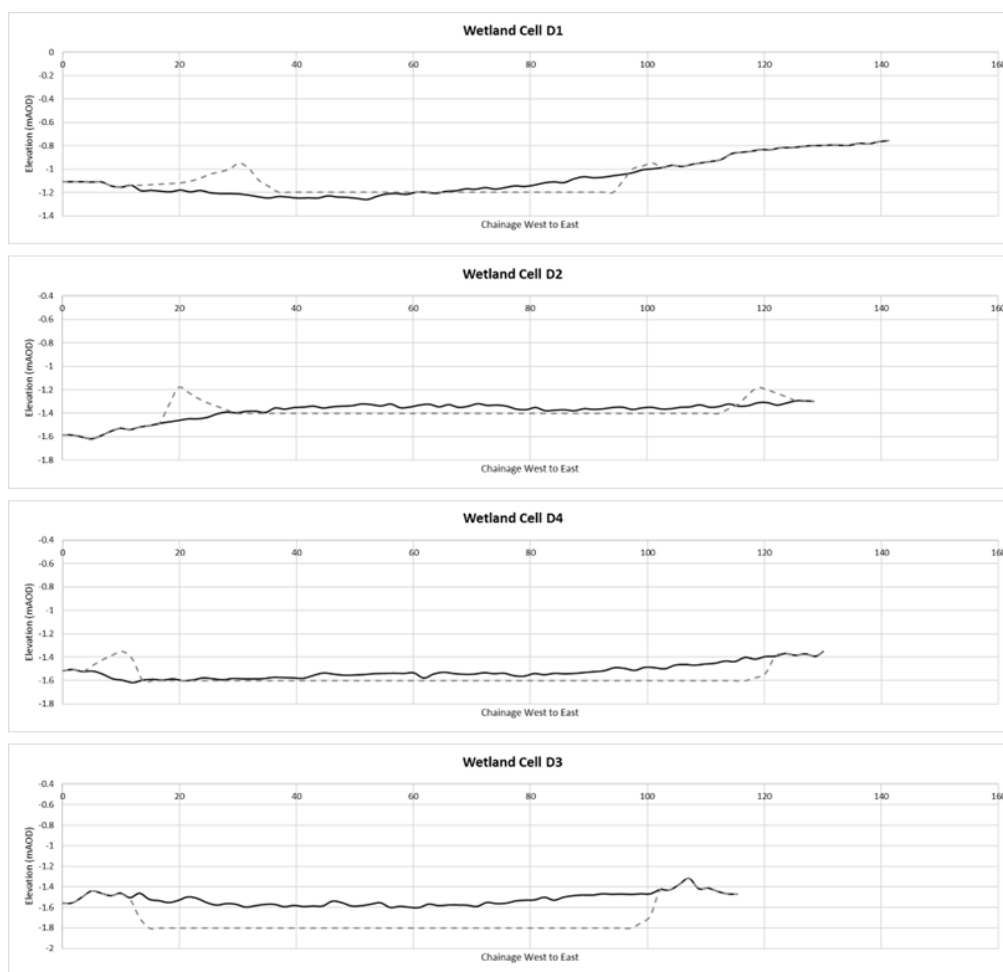 Wetland Cell D1
0
0 20 40 60 80 100 120 140 160
-0.2
-0.4
-0.6
-0.8
-1
-1.2
-1.4
Elevation (mAOD)
Chainage West to East
Wetland Cell D2
-0.4
0 20 40 60 80 100 120 140 160
-0.6
-0.8
-1
-1.2
-1.4
-1.6
-1.8
Elevation (mAOD)
Chainage West to East
Wetland Cell D4
-0.4
0 20 40 60 80 100 120 140 160
-0.6
-0.8
-1
-1.2
-1.4
-1.6
-1.8
Elevation (mAOD)
Chainage West to East
Wetland Cell D3
-0.4
0 20 40 60 80 100 120 140 160
-0.6
-0.8
-1
-1.2
-1.4
-1.6
-1.8
-2
Elevation (mAOD)
Chainage West to East